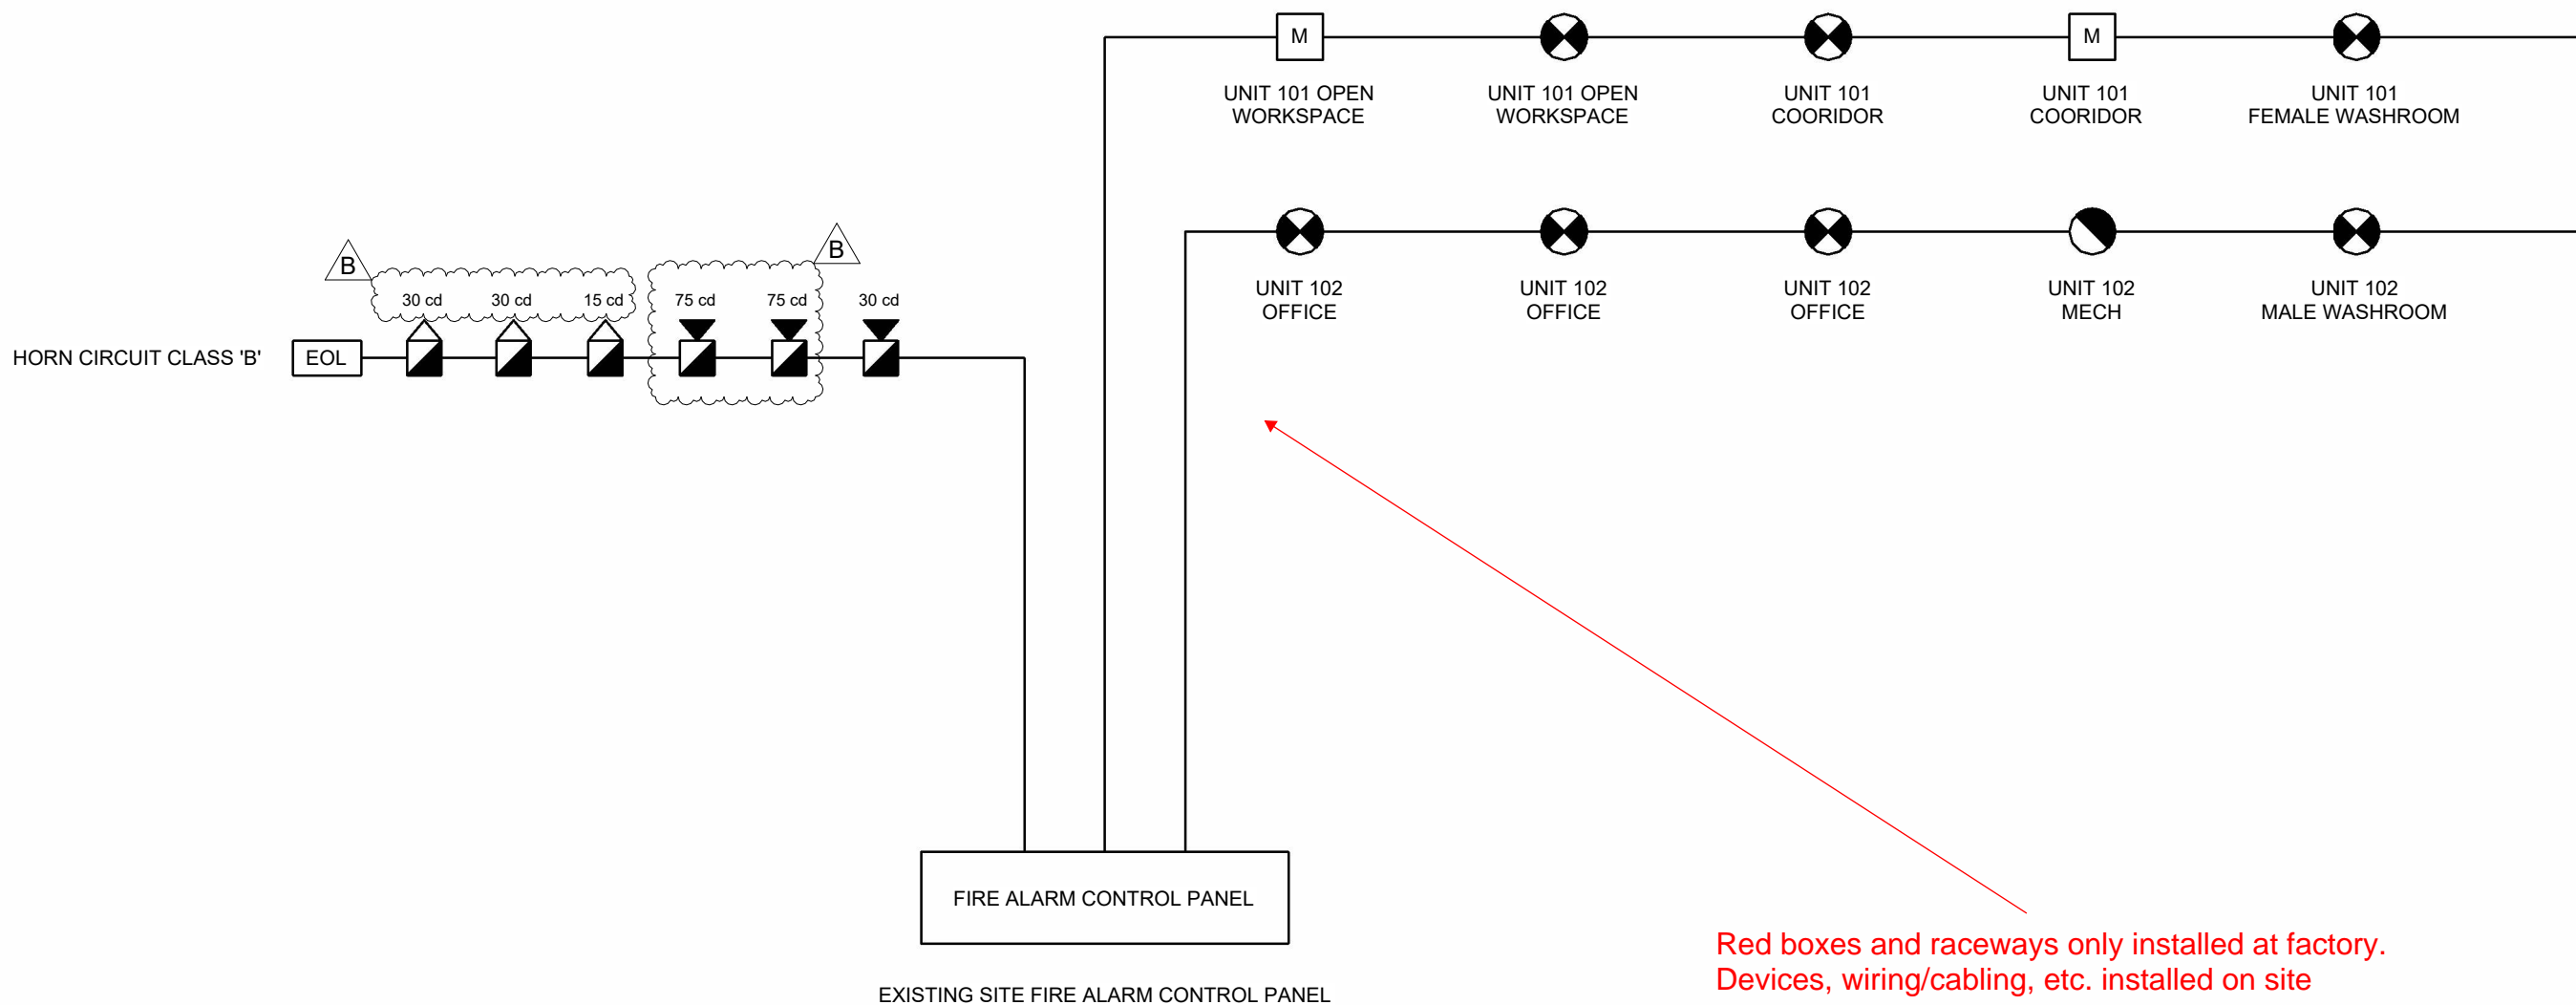 M
M
UNIT 101 OPEN
WORKSPACE
UNIT 101 OPEN
WORKSPACE
UNIT 101
COORIDOR
UNIT 101
COORIDOR
UNIT 101
FEMALE WASHROOM
UNIT 102
OFFICE
UNIT 102
OFFICE
UNIT 102
OFFICE
UNIT 102
MECH
UNIT 102
MALE WASHROOM
B
B
30 cd
30 cd
15 cd
75 cd
75 cd
30 cd
HORN CIRCUIT CLASS 'B'
EOL
FIRE ALARM CONTROL PANEL
EXISTING SITE FIRE ALARM CONTROL PANEL
Red boxes and raceways only installed at factory.
Devices, wiring/cabling, etc. installed on site